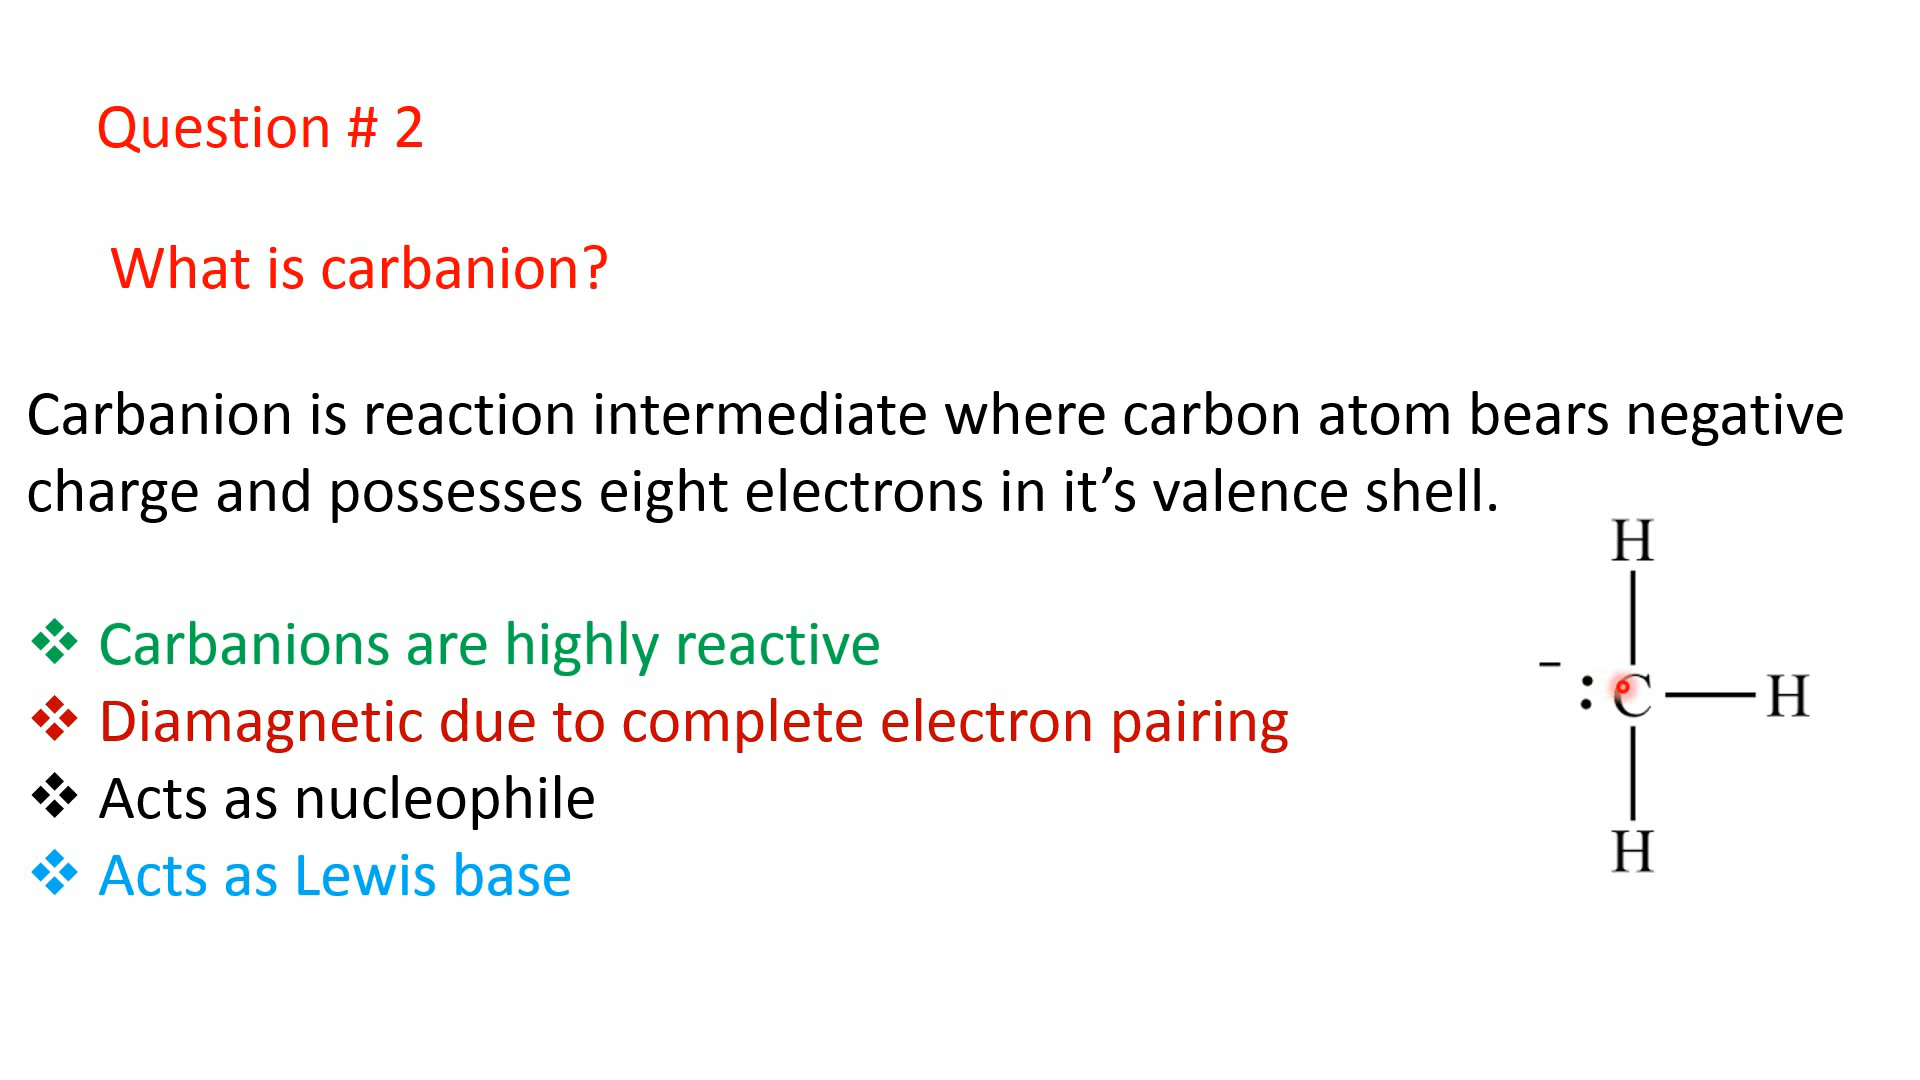 Question # 2
What is carbanion?
Carbanion is reaction intermediate where carbon atom bears negative
charge and possesses eight electrons in it’s valence shell.
H
❖ Carbanions are highly reactive
− : C — H
❖ Diamagnetic due to complete electron pairing
❖ Acts as nucleophile
H
❖ Acts as Lewis base